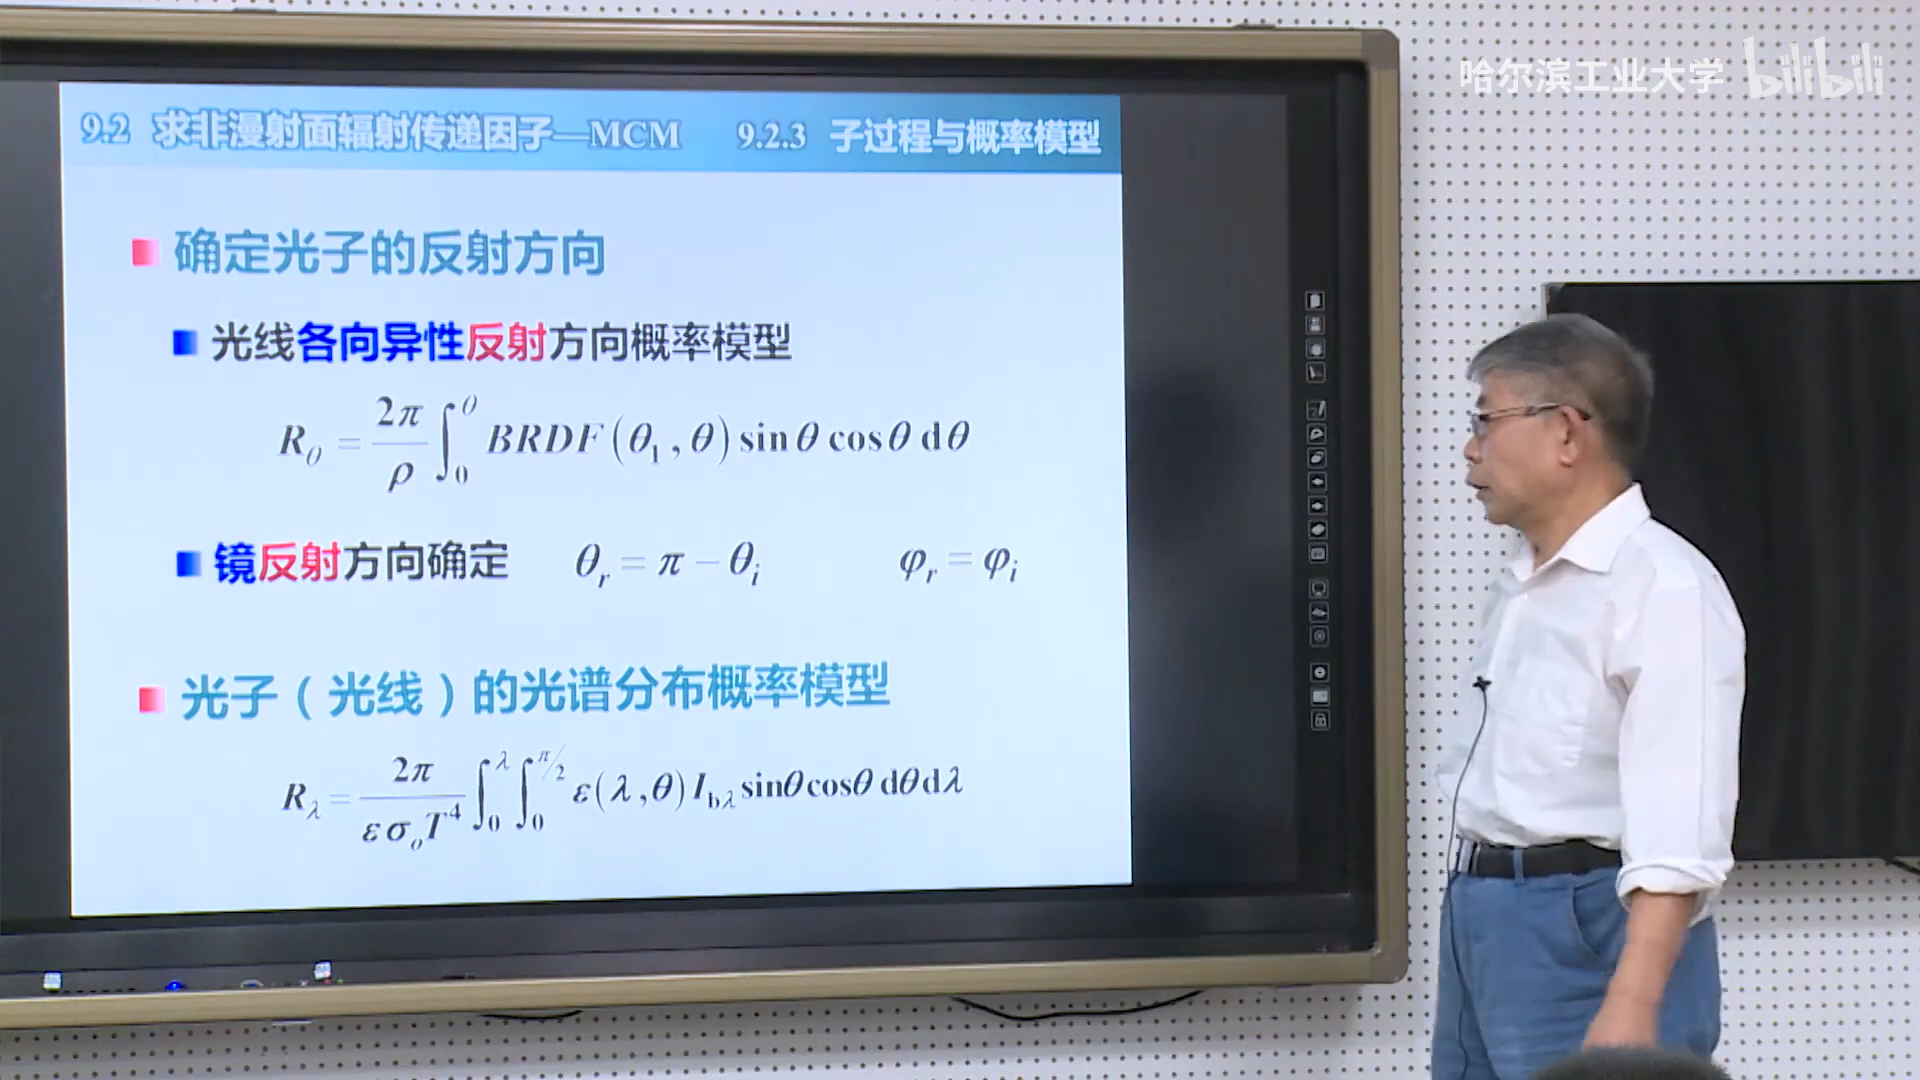 哈尔滨工业大学 bilibili
9.2 求非漫射面辐射传递因子—MCM 9.2.3 子过程与概率模型
确定光子的反射方向
光线各向异性反射方向概率模型
R_θ = \frac{2π}{ρ} ∫_0^θ BRDF(θ_1, θ) sinθ cosθ dθ
镜反射方向确定 θ_r = π − θ_i φ_r = φ_i
光子（光线）的光谱分布概率模型
R_λ = \frac{2π}{εσ_oT^4} ∫_0^λ ∫_0^{π/2} ε(λ,θ) I_{bλ} sinθcosθ dθdλ